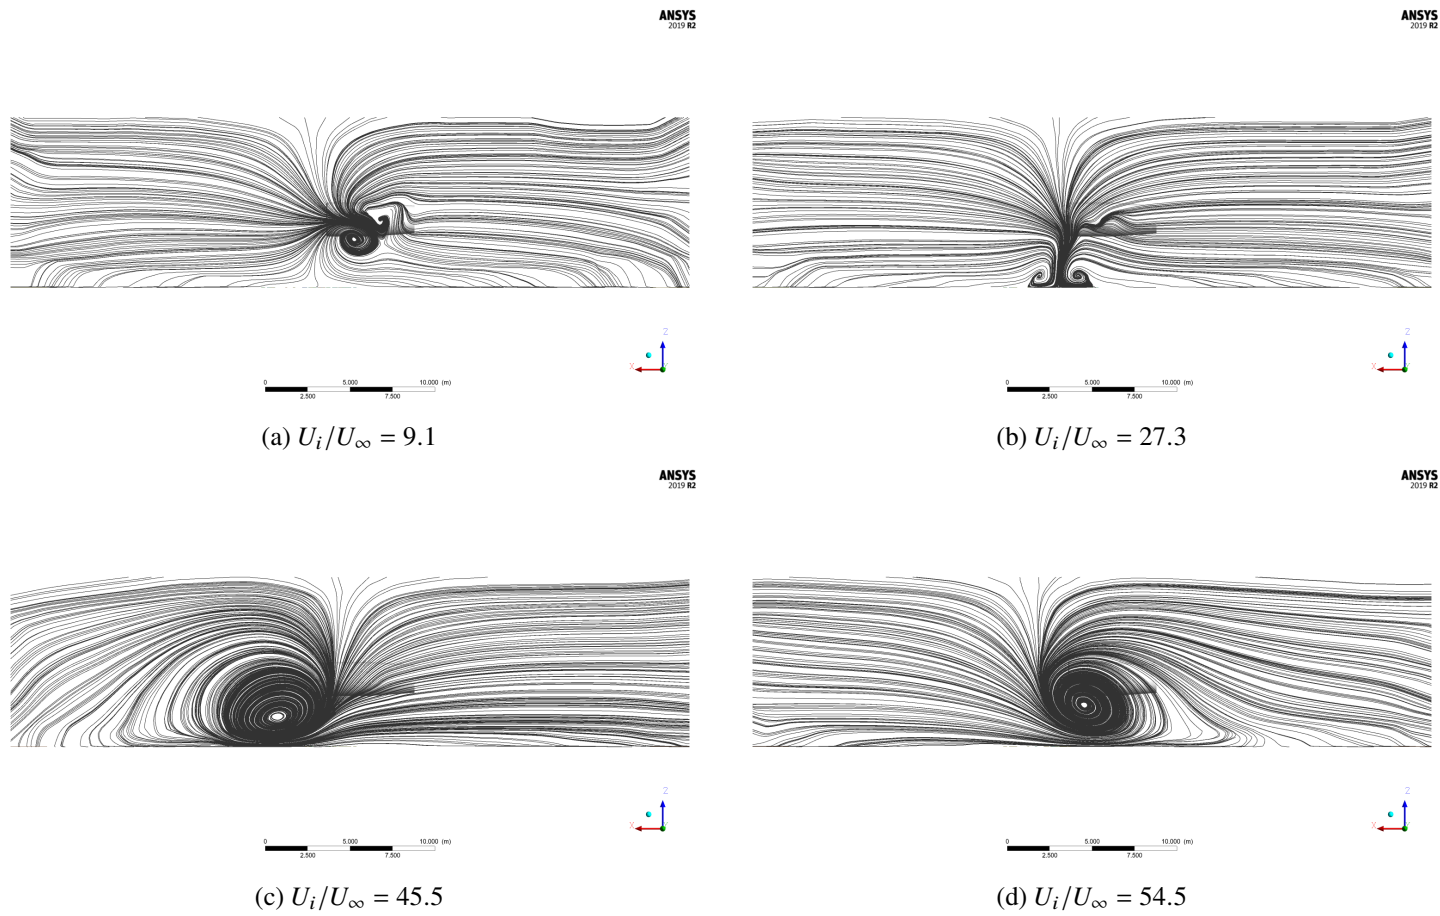 ANSYS
2019 R2
Z
X
0 5.000 10.000 (m)
2.500 7.500
(a) U_i/U_∞ = 9.1
ANSYS
2019 R2
Z
X
0 5.000 10.000 (m)
2.500 7.500
(b) U_i/U_∞ = 27.3
ANSYS
2019 R2
Z
X
0 5.000 10.000 (m)
2.500 7.500
(c) U_i/U_∞ = 45.5
ANSYS
2019 R2
Z
X
0 5.000 10.000 (m)
2.500 7.500
(d) U_i/U_∞ = 54.5